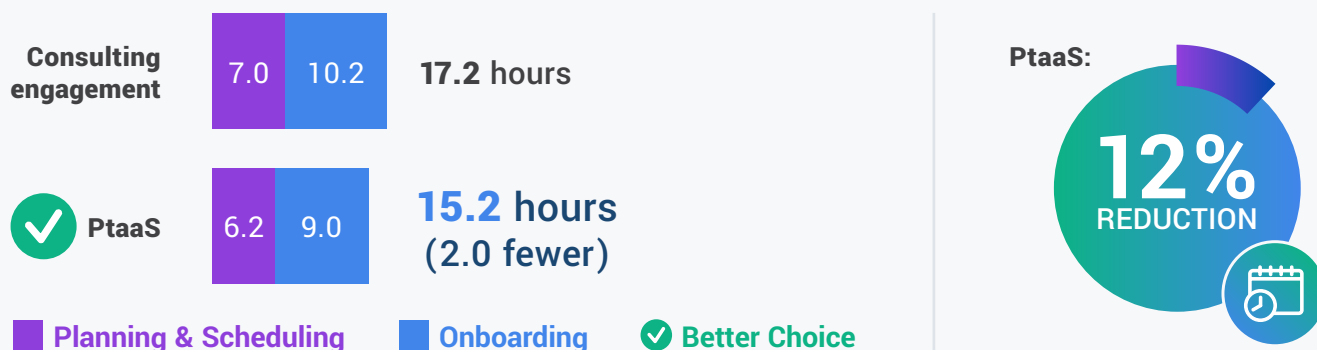 Consulting
engagement
7.0
10.2
17.2 hours
PtaaS
6.2
9.0
15.2 hours
(2.0 fewer)
Planning & Scheduling
Onboarding
Better Choice
PtaaS:
12%
REDUCTION